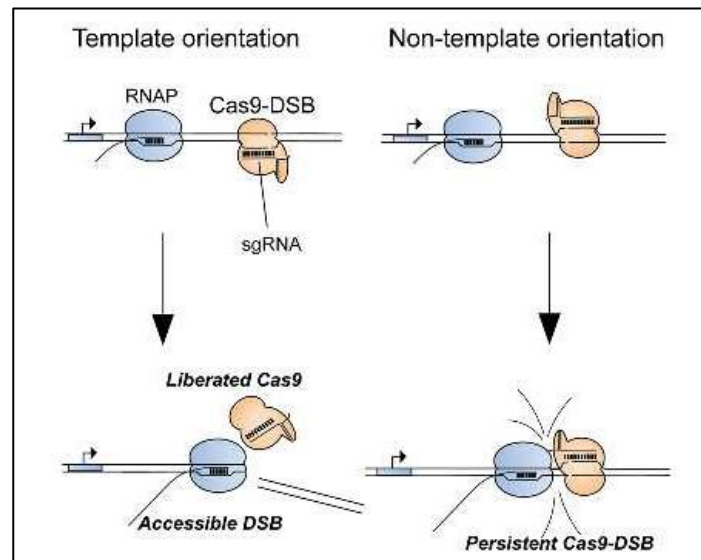 Template orientation
Non-template orientation
RNAP
Cas9-DSB
sgRNA
Liberated Cas9
Accessible DSB
Persistent Cas9-DSB